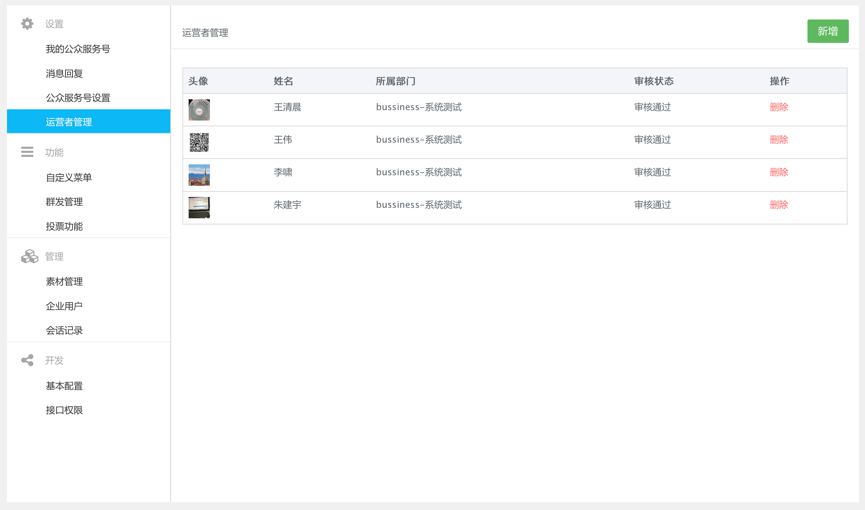 设置
我的公众服务号
消息回复
公众服务号设置
运营者管理
功能
自定义菜单
群发管理
投票功能
管理
素材管理
企业用户
会话记录
开发
基本配置
接口权限
运营者管理
新增
头像 姓名 所属部门 审核状态 操作
王清晨 bussiness-系统测试 审核通过 删除
王伟 bussiness-系统测试 审核通过 删除
李啸 bussiness-系统测试 审核通过 删除
朱建宇 bussiness-系统测试 审核通过 删除